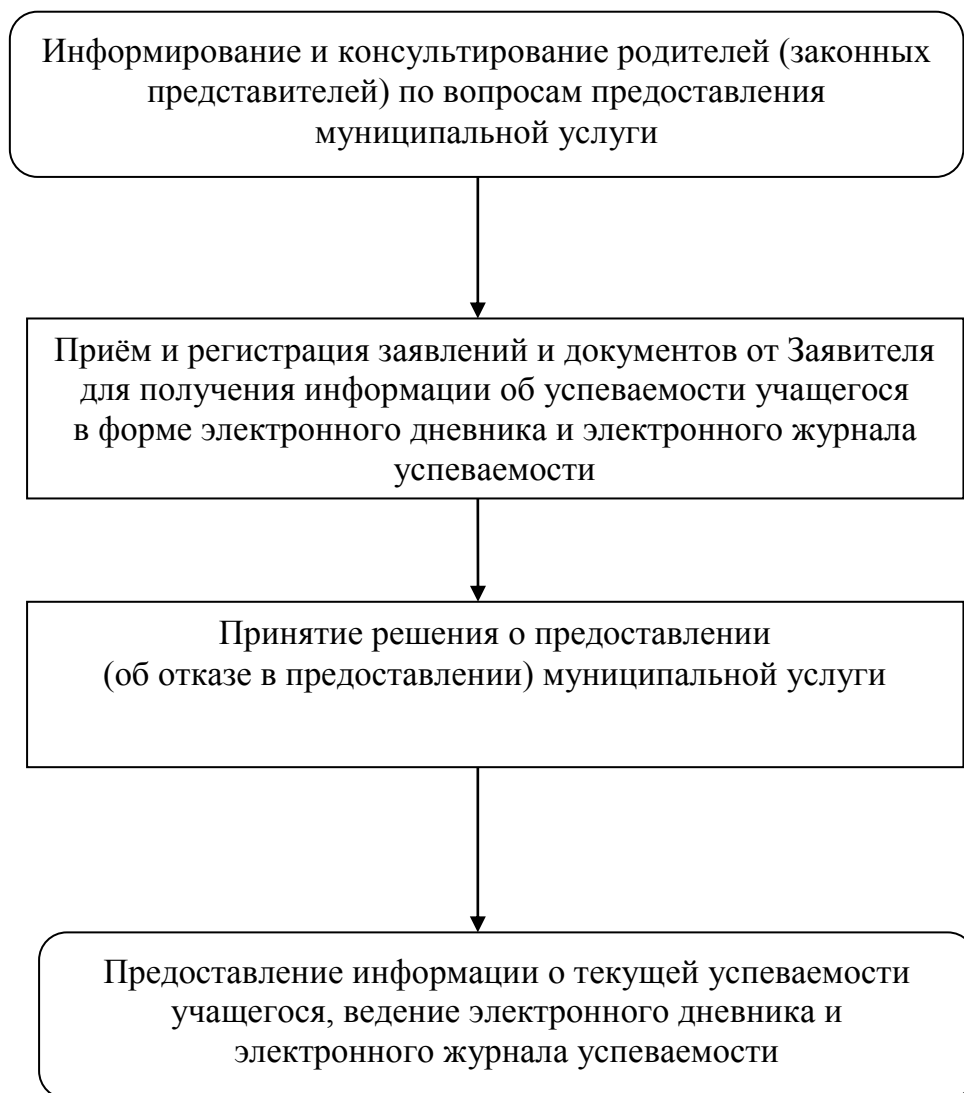 Информирование и консультирование родителей (законных
представителей) по вопросам предоставления
муниципальной услуги
Приём и регистрация заявлений и документов от Заявителя
для получения информации об успеваемости учащегося
в форме электронного дневника и электронного журнала
успеваемости
Принятие решения о предоставлении
(об отказе в предоставлении) муниципальной услуги
Предоставление информации о текущей успеваемости
учащегося, ведение электронного дневника и
электронного журнала успеваемости